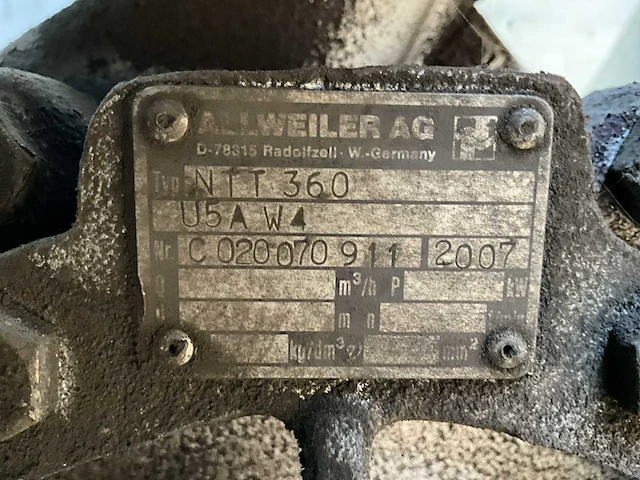 ALLWEILER AG
D-78315 Radolfzell · W.-Germany
Typ NTT 360
U5A W4
Nr. C 020070 911 2007
m³/h P kW
m n
kg/dm³ mm²